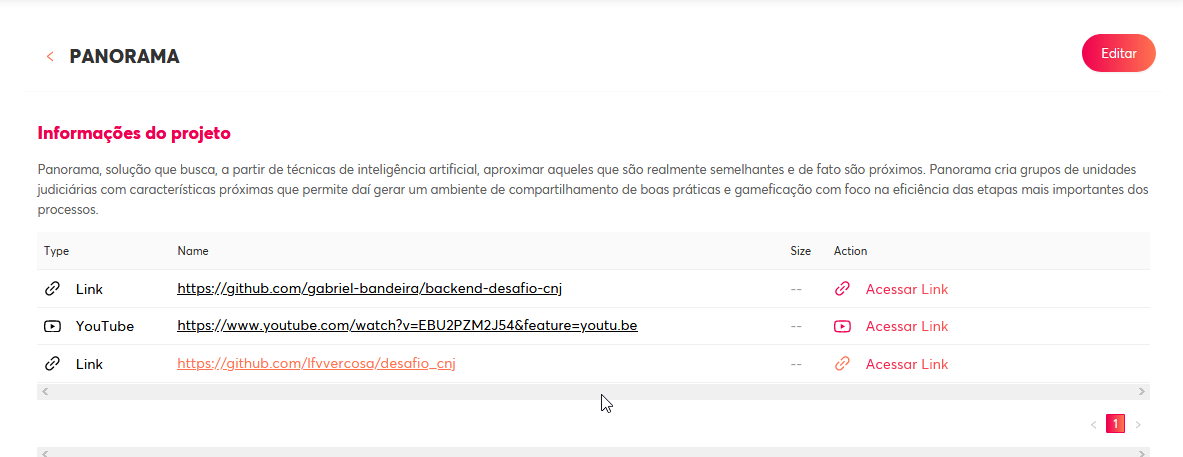 PANORAMA
Editar
Informações do projeto
Panorama, solução que busca, a partir de técnicas de inteligência artificial, aproximar aqueles que são realmente semelhantes e de fato são próximos. Panorama cria grupos de unidades
judiciárias com características próximas que permite daí gerar um ambiente de compartilhamento de boas práticas e gameficação com foco na eficiência das etapas mais importantes dos
processos.
Type Name Size Action
Link https://github.com/gabriel-bandeira/backend-desafio-cnj -- Acessar Link
YouTube https://www.youtube.com/watch?v=EBU2PZM2J54&feature=youtu.be -- Acessar Link
Link https://github.com/lfvvercosa/desafio_cnj -- Acessar Link
1